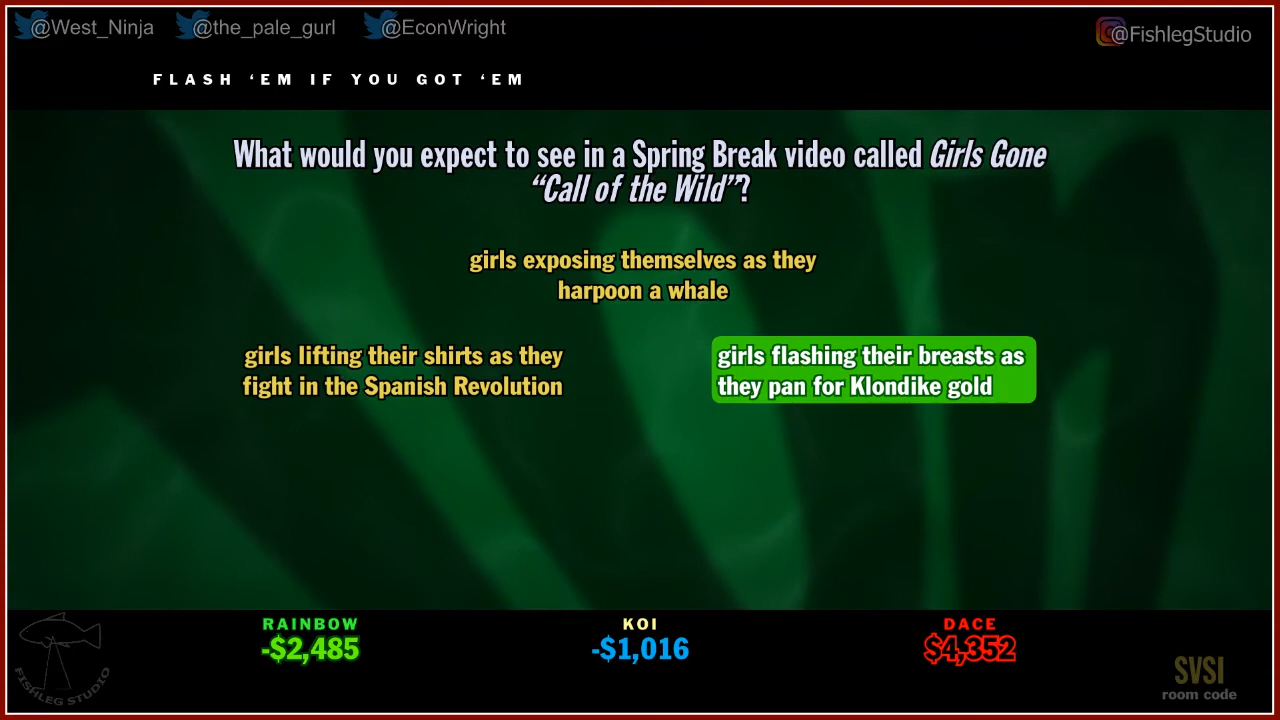 @West_Ninja @the_pale_gurl @EconWright @FishlegStudio
FLASH ‘EM IF YOU GOT ‘EM
What would you expect to see in a Spring Break video called Girls Gone
“Call of the Wild”?
girls exposing themselves as they
harpoon a whale
girls lifting their shirts as they
fight in the Spanish Revolution
girls flashing their breasts as
they pan for Klondike gold
RAINBOW
-$2,485
KOI
-$1,016
DACE
$4,352
FISHLEG STUDIO
SVSI
room code